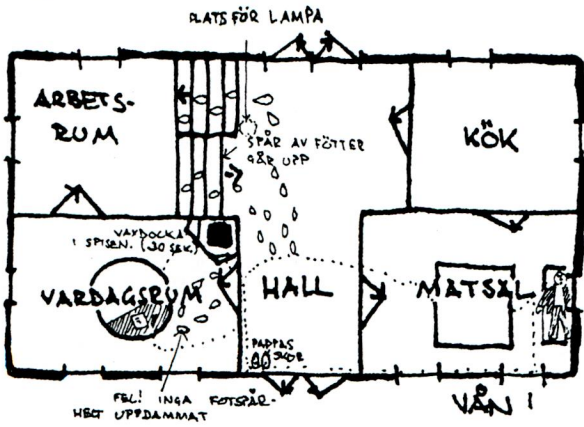 PLATS FÖR LAMPA
ARBETS-
RUM
SPÅR AV FÖTTER
GÅR UPP
KÖK
VAXDOCKA
I SPISEN. (30 SEK.)
VARDAGSRUM
HALL
MATSAL
PAPPAS
SKOR
FEL! INGA FOTSPÅR-
HELT UPPDAMMAT
VÅN 1